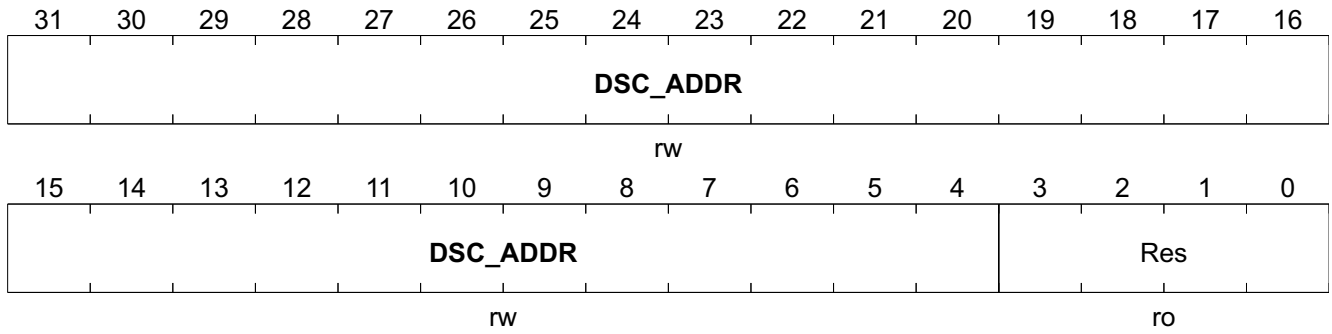 31 30 29 28 27 26 25 24 23 22 21 20 19 18 17 16
DSC_ADDR
rw
15 14 13 12 11 10 9 8 7 6 5 4 3 2 1 0
DSC_ADDR Res
rw ro